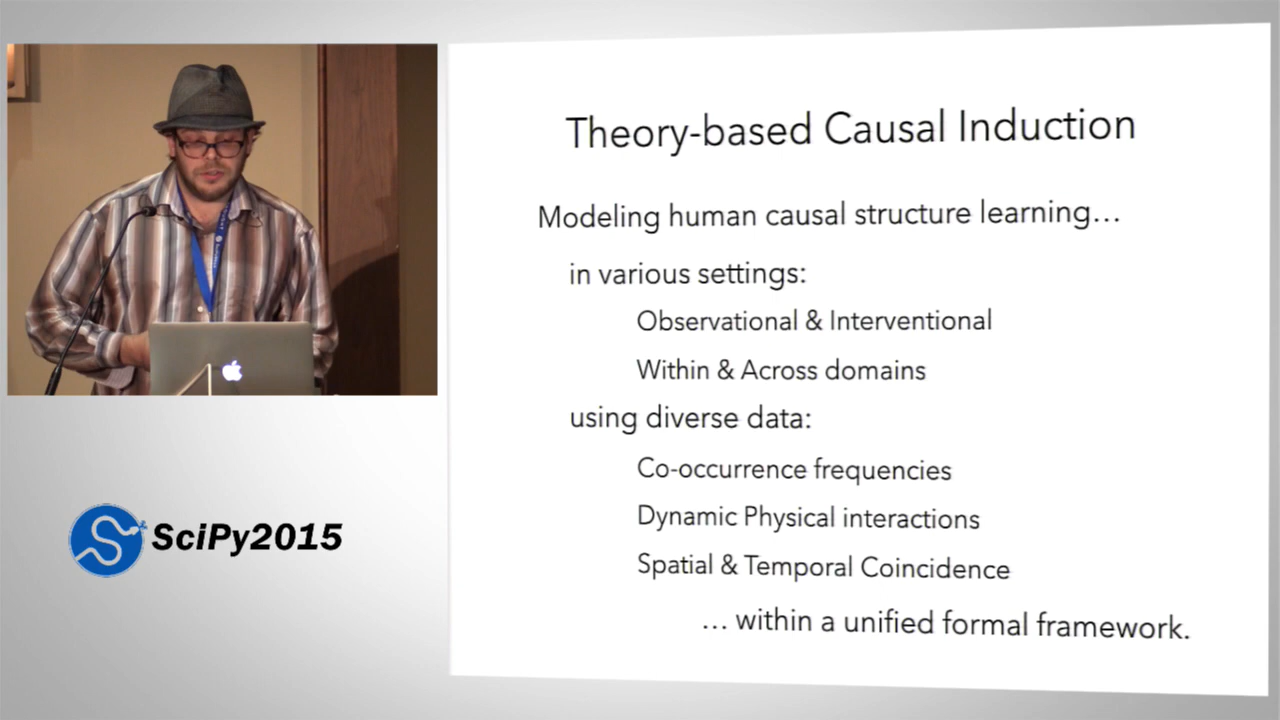 Theory-based Causal Induction
Modeling human causal structure learning…
in various settings:
Observational & Interventional
Within & Across domains
using diverse data:
Co-occurrence frequencies
Dynamic Physical interactions
Spatial & Temporal Coincidence
… within a unified formal framework.
SciPy2015